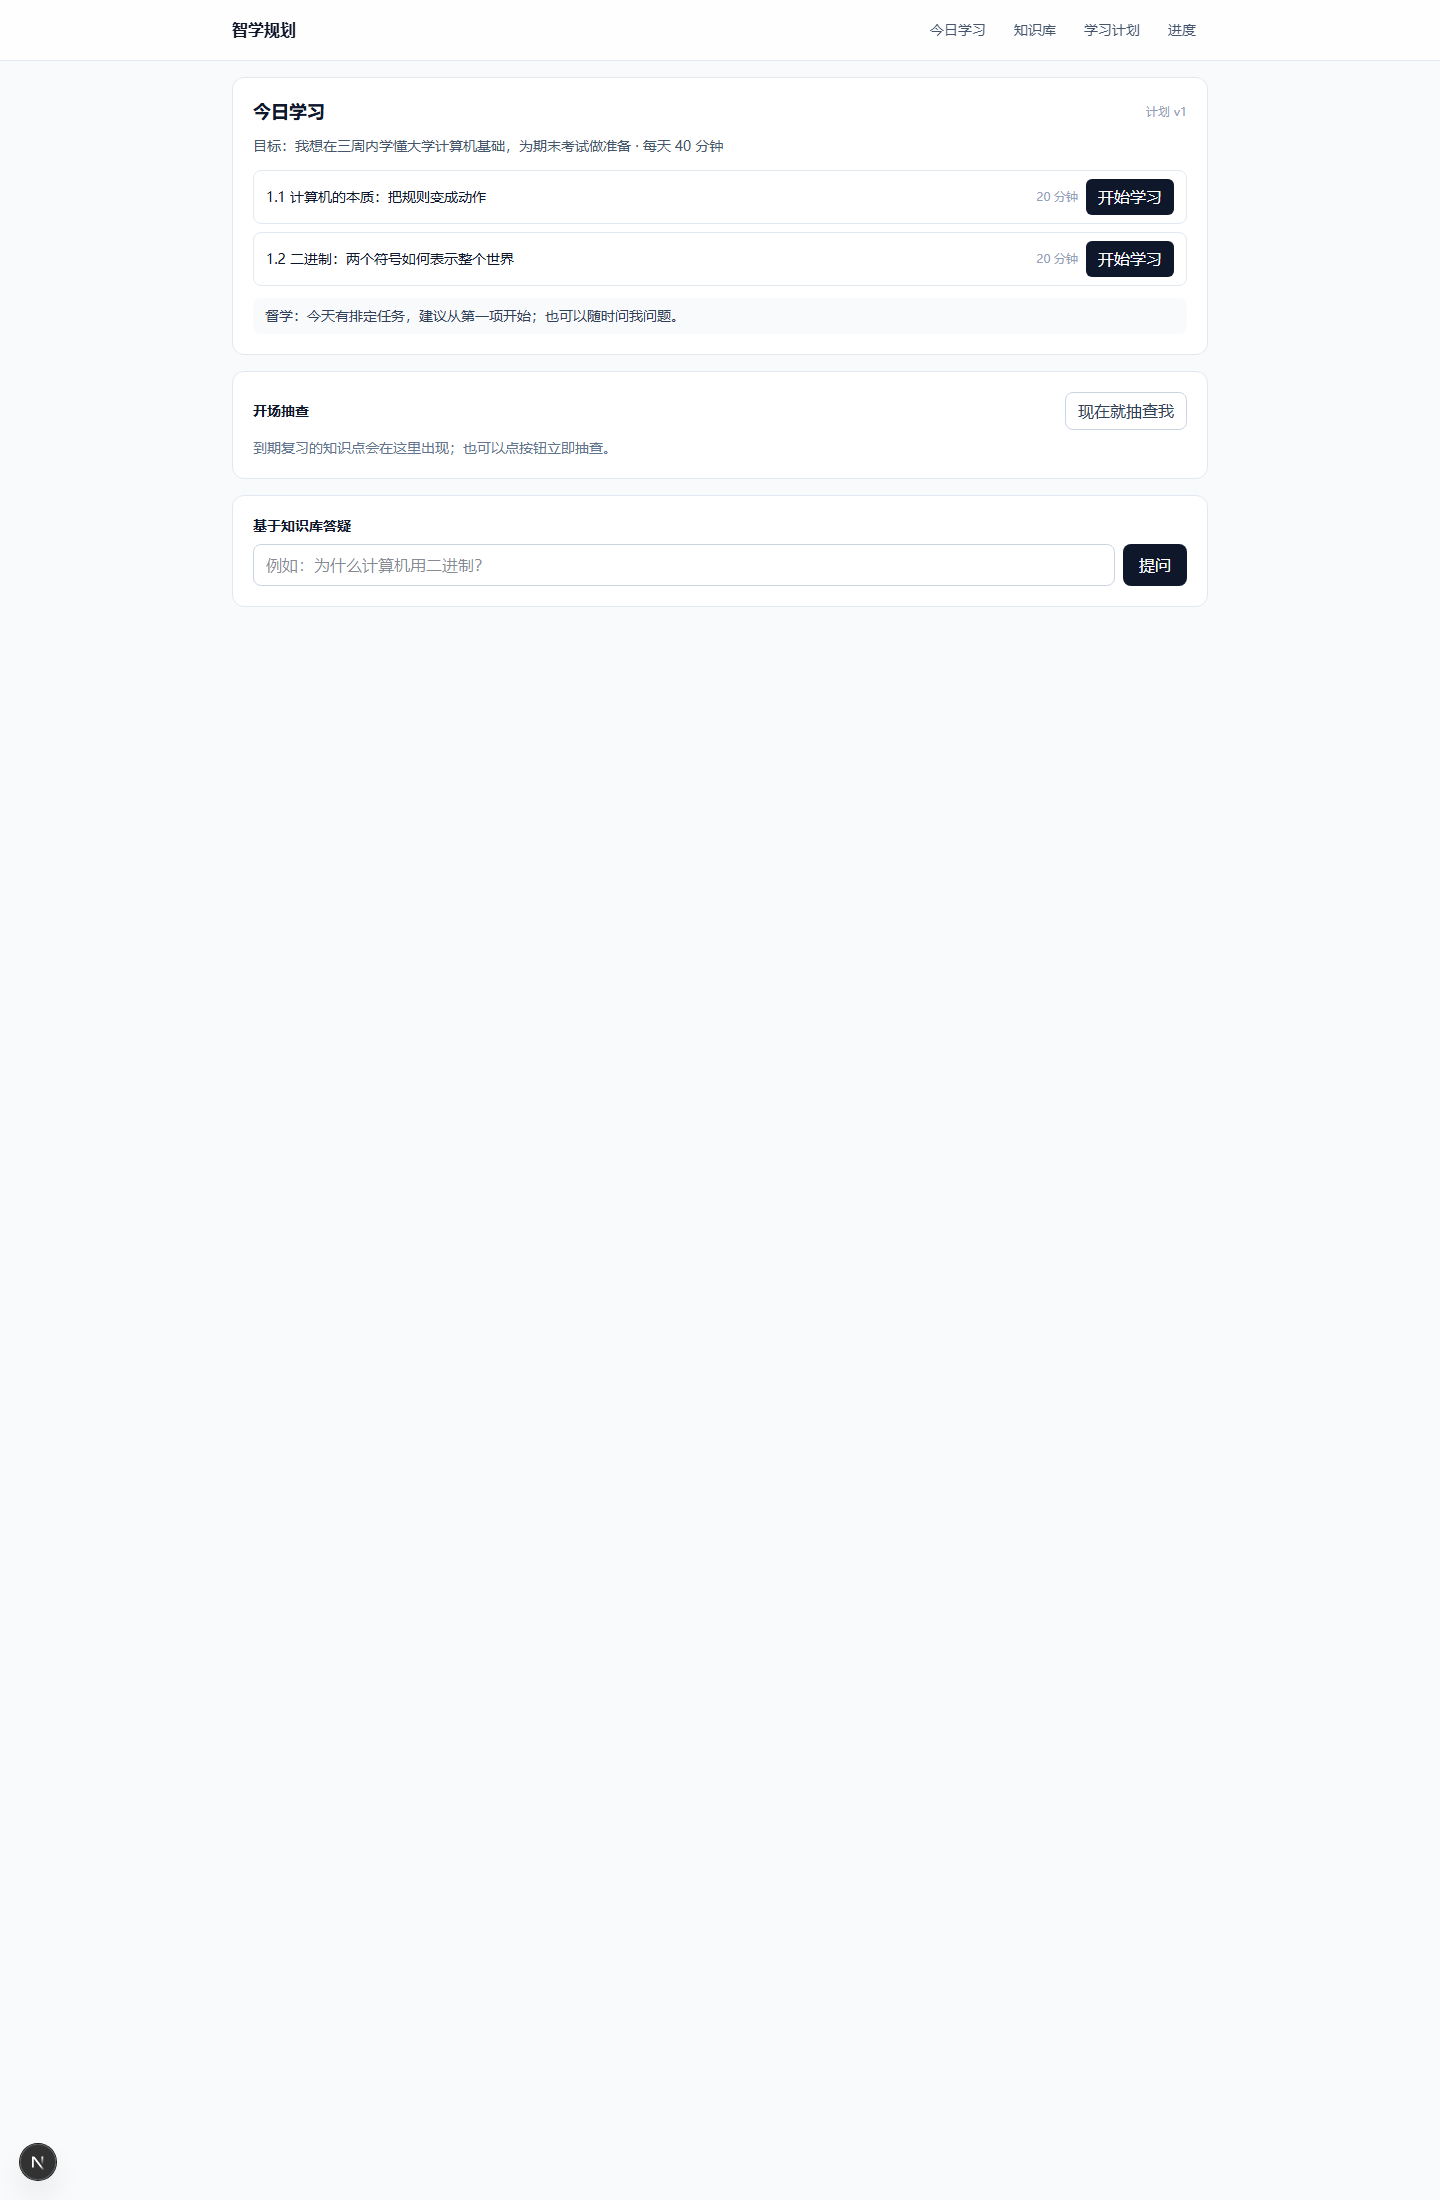 智学规划
今日学习 知识库 学习计划 进度
今日学习 计划 v1
目标：我想在三周内学懂大学计算机基础，为期末考试做准备 · 每天 40 分钟
1.1 计算机的本质：把规则变成动作 20 分钟 开始学习
1.2 二进制：两个符号如何表示整个世界 20 分钟 开始学习
督学：今天有排定任务，建议从第一项开始；也可以随时问我问题。
开场抽查 现在就抽查我
到期复习的知识点会在这里出现；也可以点按钮立即抽查。
基于知识库答疑
例如：为什么计算机用二进制？ 提问
N